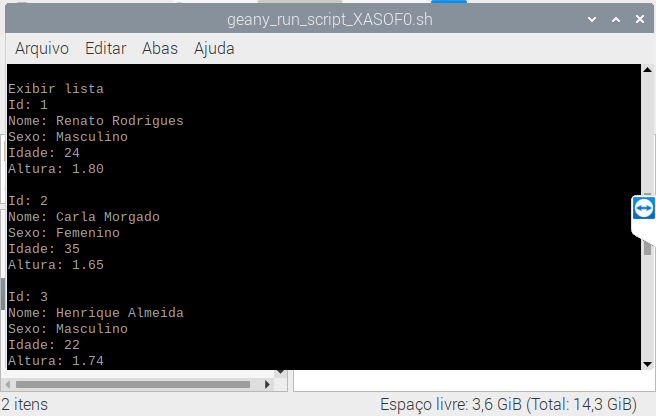 geany_run_script_XASOF0.sh
Arquivo Editar Abas Ajuda
Exibir lista
Id: 1
Nome: Renato Rodrigues
Sexo: Masculino
Idade: 24
Altura: 1.80
Id: 2
Nome: Carla Morgado
Sexo: Femenino
Idade: 35
Altura: 1.65
Id: 3
Nome: Henrique Almeida
Sexo: Masculino
Idade: 22
Altura: 1.74
2 itens Espaço livre: 3,6 GiB (Total: 14,3 GiB)